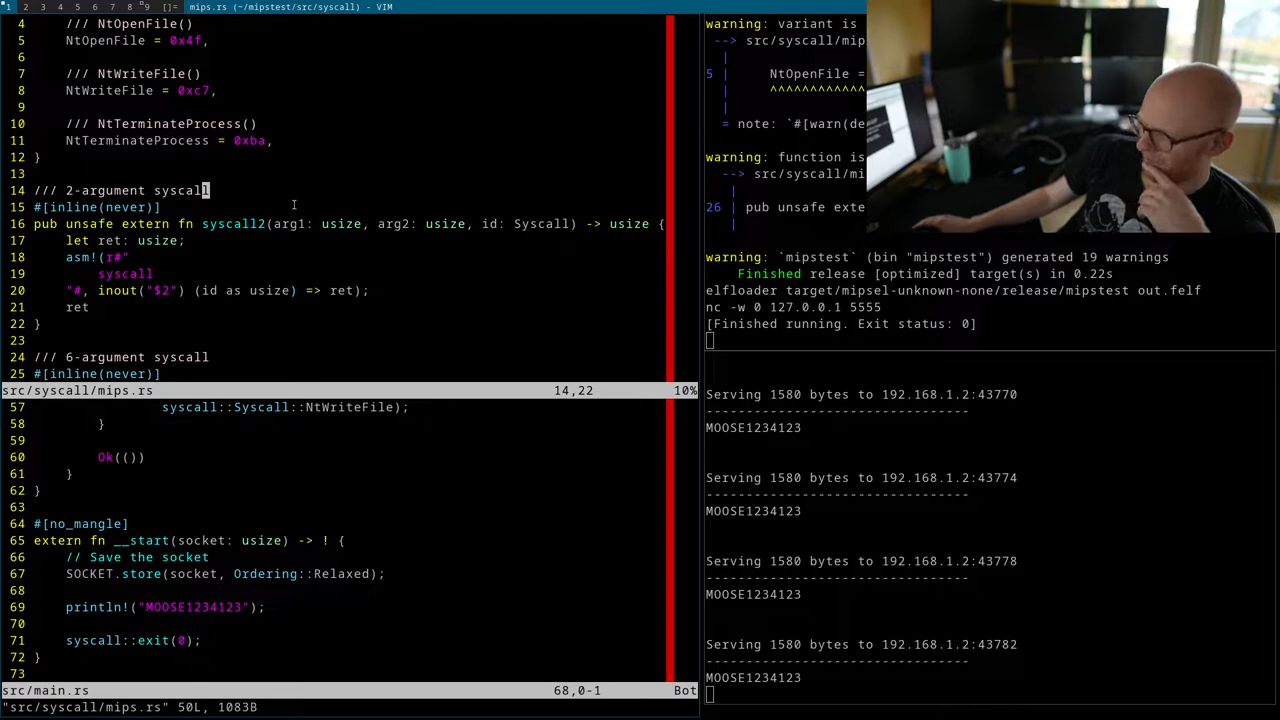 1 2 3 4 5 6 7 8 9 []= mips.rs (~/mipstest/src/syscall) - VIM
4     /// NtOpenFile()
5     NtOpenFile = 0x4f,
6
7     /// NtWriteFile()
8     NtWriteFile = 0xc7,
9
10     /// NtTerminateProcess()
11     NtTerminateProcess = 0xba,
12 }
13
14 /// 2-argument syscall
15 #[inline(never)]
16 pub unsafe extern fn syscall2(arg1: usize, arg2: usize, id: Syscall) -> usize {
17     let ret: usize;
18     asm!(r#"
19         syscall
20     "#, inout("$2") (id as usize) => ret);
21     ret
22 }
23
24 /// 6-argument syscall
25 #[inline(never)]
src/syscall/mips.rs 14,22 10%
57             syscall::Syscall::NtWriteFile);
58         }
59
60         Ok(())
61     }
62 }
63
64 #[no_mangle]
65 extern fn __start(socket: usize) -> ! {
66     // Save the socket
67     SOCKET.store(socket, Ordering::Relaxed);
68
69     println!("MOOSE1234123");
70
71     syscall::exit(0);
72 }
73
src/main.rs 68,0-1 Bot
"src/syscall/mips.rs" 50L, 1083B
warning: variant is
--> src/syscall/mip
|
5 |     NtOpenFile =
|     ^^^^^^^^^^^^
|
= note: `#[warn(de
warning: function is
--> src/syscall/mi
|
26 | pub unsafe exte
|
warning: `mipstest` (bin "mipstest") generated 19 warnings
Finished release [optimized] target(s) in 0.22s
elfloader target/mipsel-unknown-none/release/mipstest out.felf
nc -w 0 127.0.0.1 5555
[Finished running. Exit status: 0]
Serving 1580 bytes to 192.168.1.2:43770
---------------------------------
MOOSE1234123
Serving 1580 bytes to 192.168.1.2:43774
---------------------------------
MOOSE1234123
Serving 1580 bytes to 192.168.1.2:43778
---------------------------------
MOOSE1234123
Serving 1580 bytes to 192.168.1.2:43782
---------------------------------
MOOSE1234123